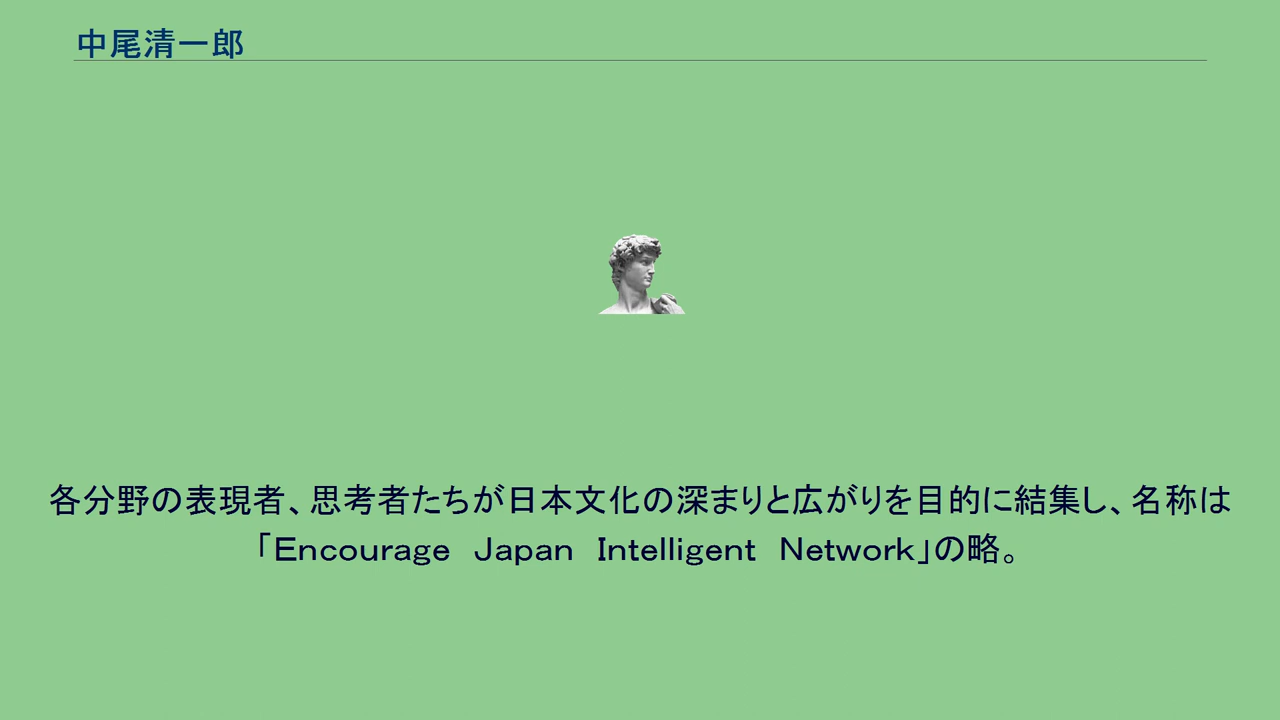 中尾清一郎
各分野の表現者、思考者たちが日本文化の深まりと広がりを目的に結集し、名称は
「Ｅｎｃｏｕｒａｇｅ　Ｊａｐａｎ　Ｉｎｔｅｌｌｉｇｅｎｔ　Ｎｅｔｗｏｒｋ」の略。